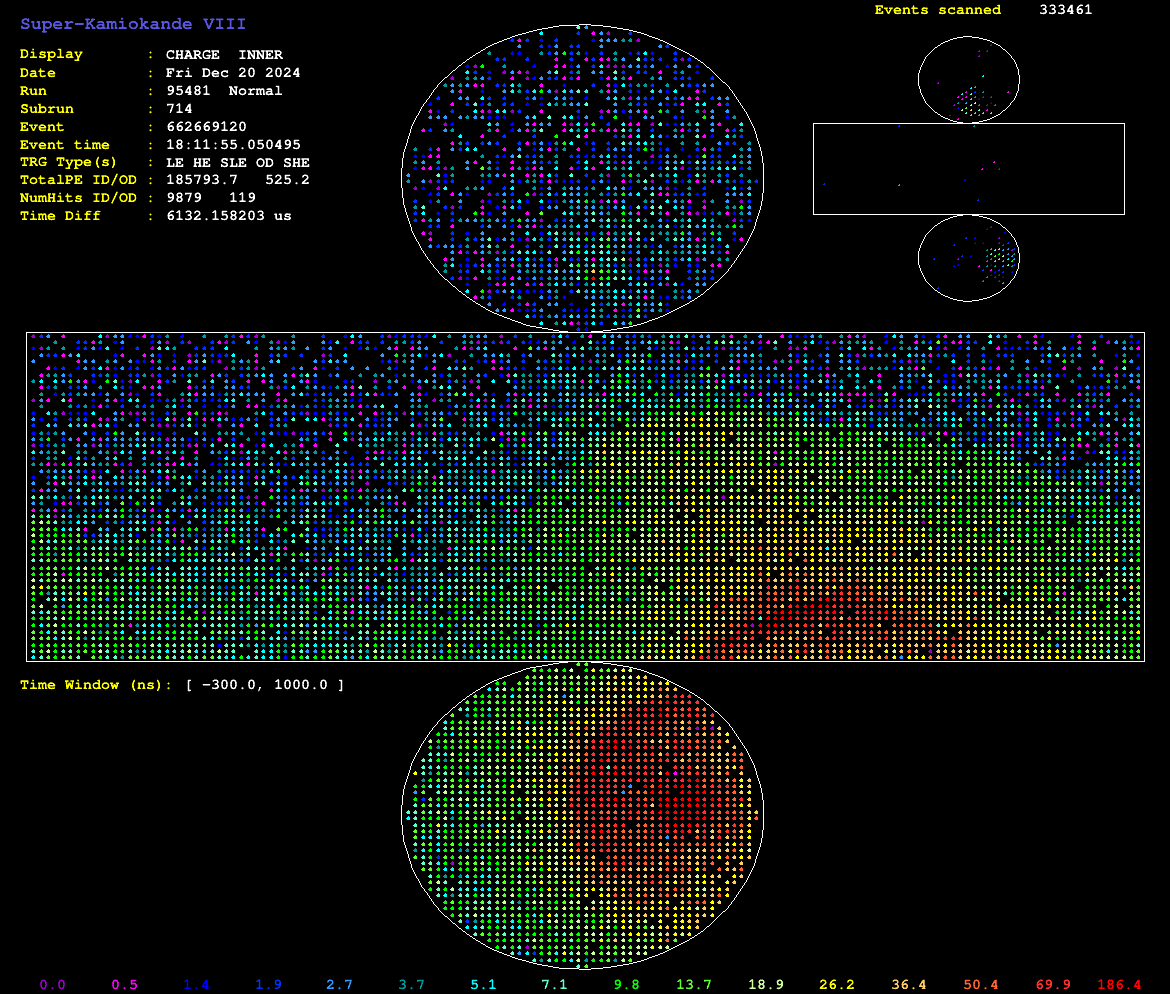 Super-Kamiokande VIII
Events scanned 333461
Display : CHARGE INNER
Date : Fri Dec 20 2024
Run : 95481 Normal
Subrun : 714
Event : 662669120
Event time : 18:11:55.050495
TRG Type(s) : LE HE SLE OD SHE
TotalPE ID/OD : 185793.7 525.2
NumHits ID/OD : 9879 119
Time Diff : 6132.158203 us
Time Window (ns): [ −300.0, 1000.0 ]
0.0 0.5 1.4 1.9 2.7 3.7 5.1 7.1 9.8 13.7 18.9 26.2 36.4 50.4 69.9 186.4